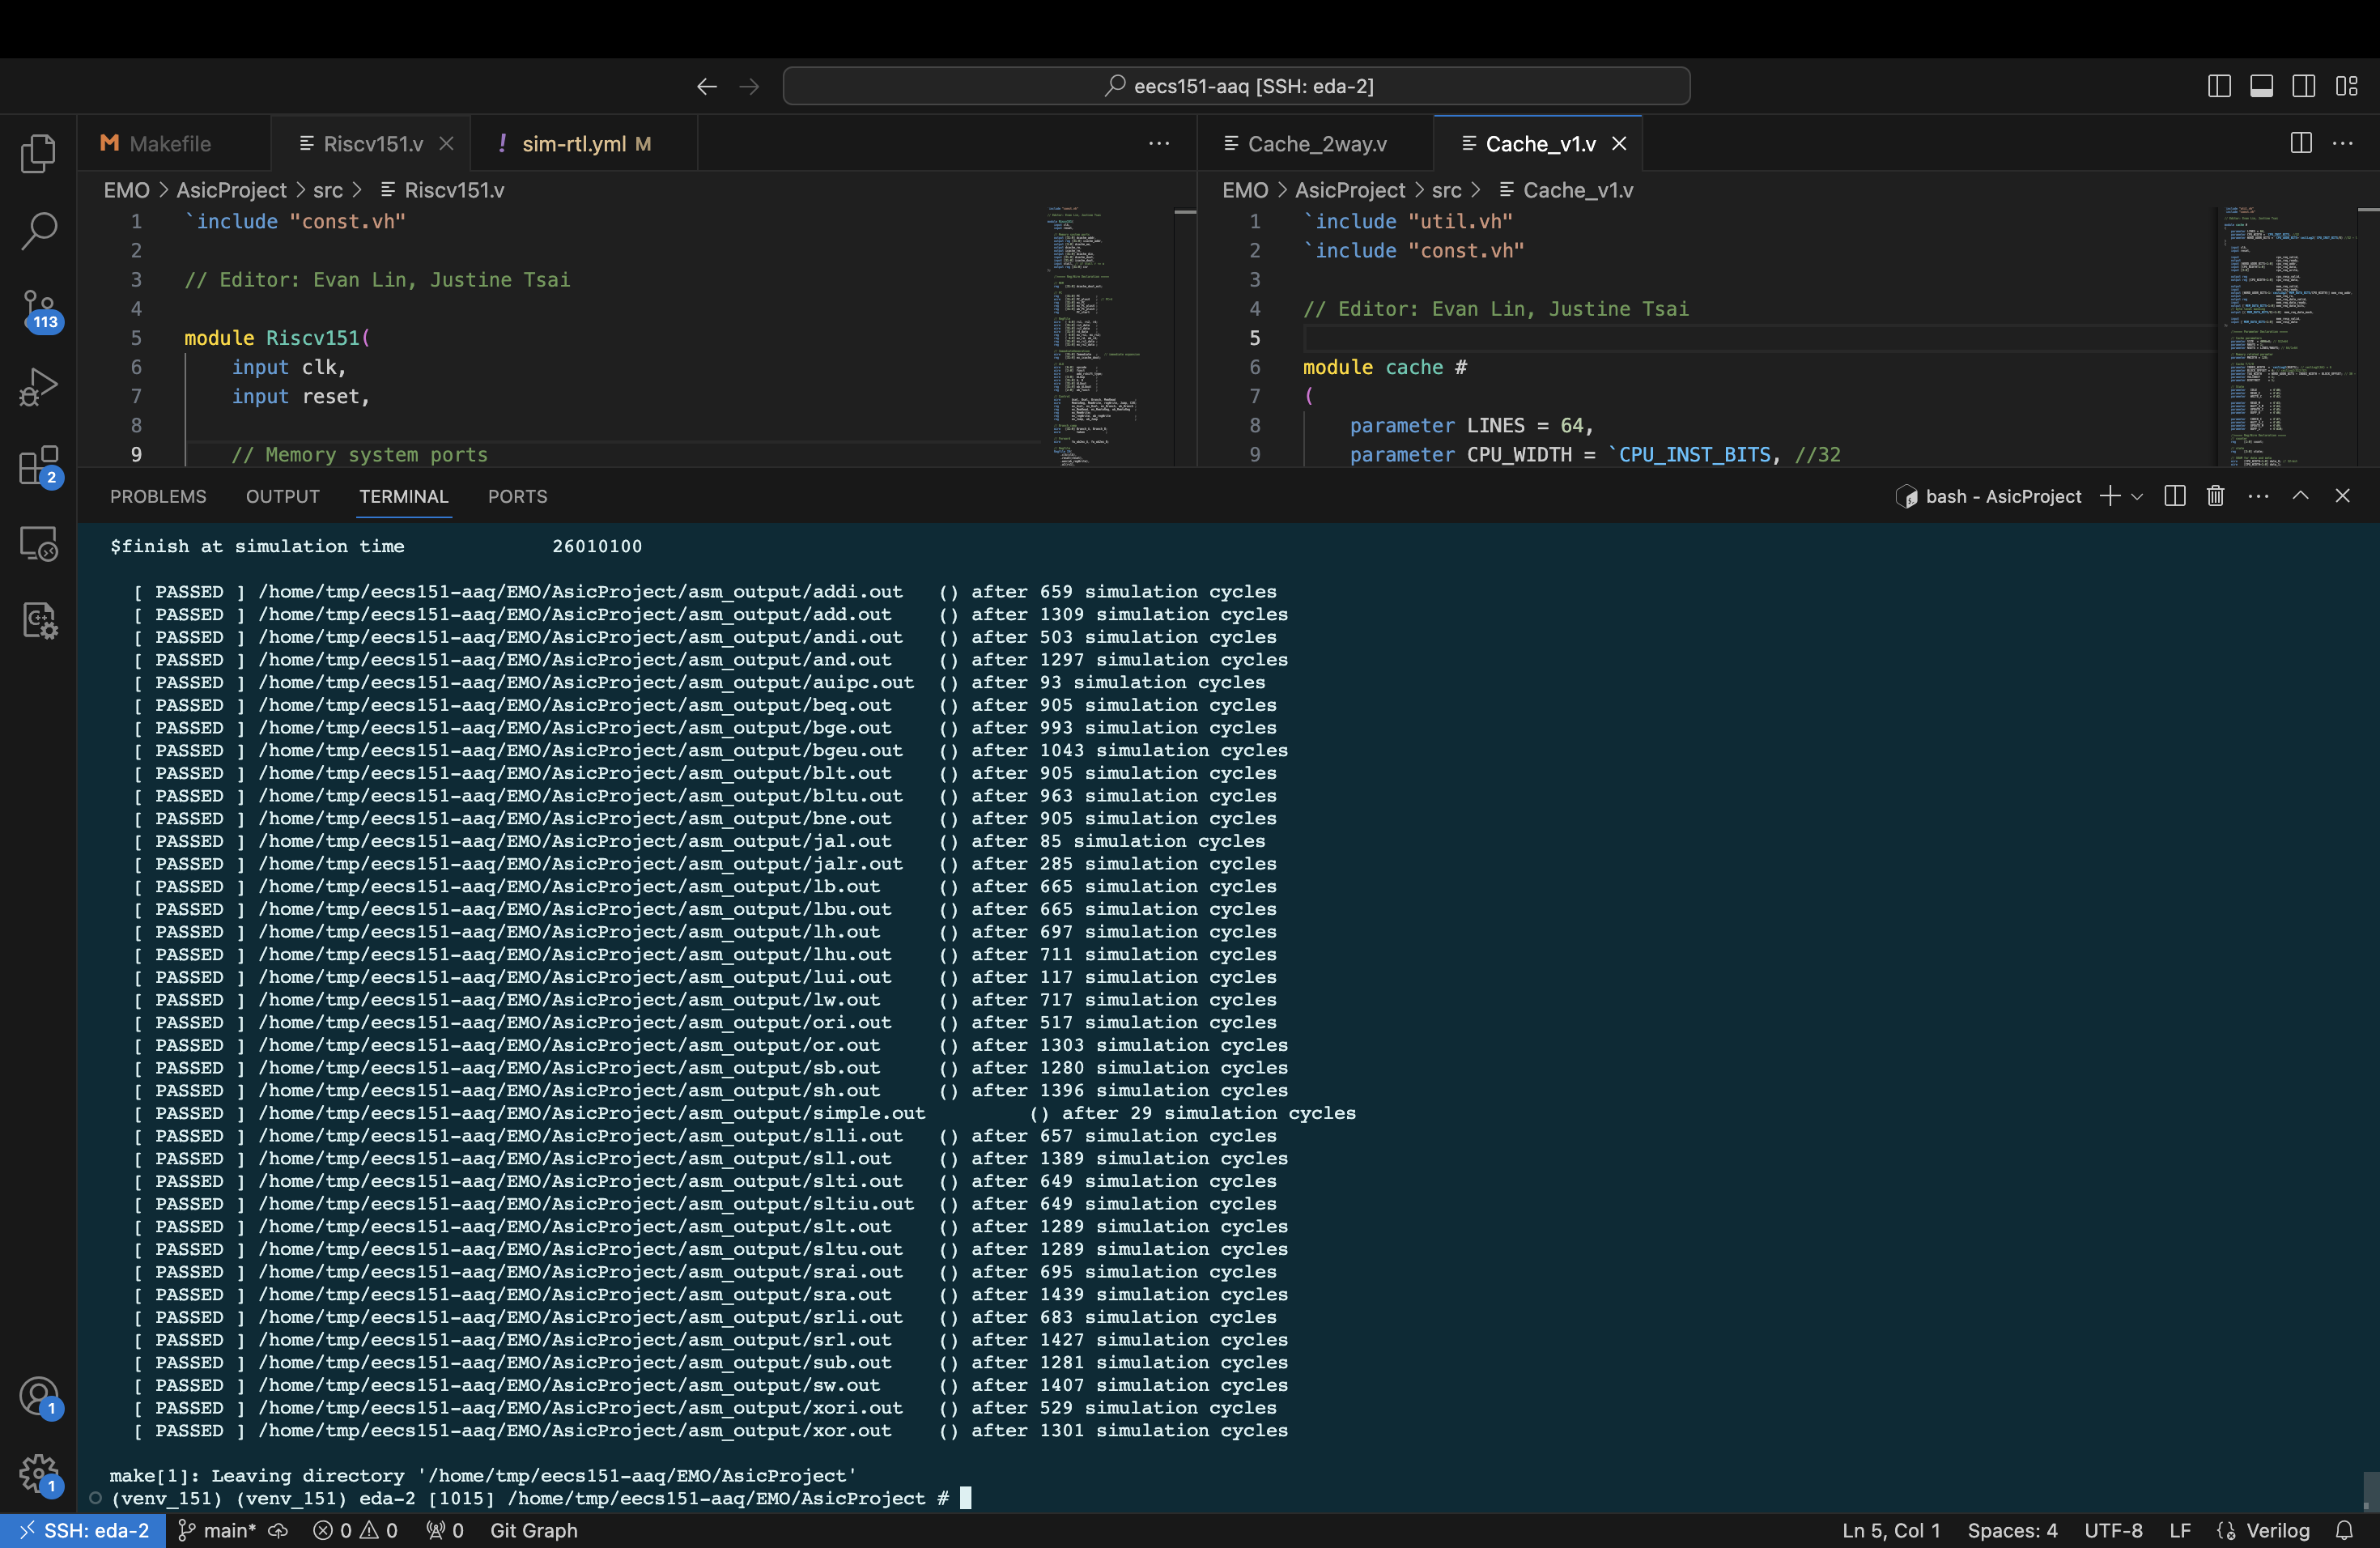 eecs151-aaq [SSH: eda-2]
Makefile
Riscv151.v
! sim-rtl.yml M
Cache_2way.v
Cache_v1.v
EMO > AsicProject > src > Riscv151.v
1 `include "const.vh"
2
3 // Editor: Evan Lin, Justine Tsai
4
5 module Riscv151(
6 input clk,
7 input reset,
8
9 // Memory system ports
EMO > AsicProject > src > Cache_v1.v
1 `include "util.vh"
2 `include "const.vh"
3
4 // Editor: Evan Lin, Justine Tsai
5
6 module cache #
7 (
8 parameter LINES = 64,
9 parameter CPU_WIDTH = `CPU_INST_BITS, //32
113
2
1
1
PROBLEMS OUTPUT TERMINAL PORTS
bash - AsicProject
$finish at simulation time 26010100
[ PASSED ] /home/tmp/eecs151-aaq/EMO/AsicProject/asm_output/addi.out () after 659 simulation cycles
[ PASSED ] /home/tmp/eecs151-aaq/EMO/AsicProject/asm_output/add.out () after 1309 simulation cycles
[ PASSED ] /home/tmp/eecs151-aaq/EMO/AsicProject/asm_output/andi.out () after 503 simulation cycles
[ PASSED ] /home/tmp/eecs151-aaq/EMO/AsicProject/asm_output/and.out () after 1297 simulation cycles
[ PASSED ] /home/tmp/eecs151-aaq/EMO/AsicProject/asm_output/auipc.out () after 93 simulation cycles
[ PASSED ] /home/tmp/eecs151-aaq/EMO/AsicProject/asm_output/beq.out () after 905 simulation cycles
[ PASSED ] /home/tmp/eecs151-aaq/EMO/AsicProject/asm_output/bge.out () after 993 simulation cycles
[ PASSED ] /home/tmp/eecs151-aaq/EMO/AsicProject/asm_output/bgeu.out () after 1043 simulation cycles
[ PASSED ] /home/tmp/eecs151-aaq/EMO/AsicProject/asm_output/blt.out () after 905 simulation cycles
[ PASSED ] /home/tmp/eecs151-aaq/EMO/AsicProject/asm_output/bltu.out () after 963 simulation cycles
[ PASSED ] /home/tmp/eecs151-aaq/EMO/AsicProject/asm_output/bne.out () after 905 simulation cycles
[ PASSED ] /home/tmp/eecs151-aaq/EMO/AsicProject/asm_output/jal.out () after 85 simulation cycles
[ PASSED ] /home/tmp/eecs151-aaq/EMO/AsicProject/asm_output/jalr.out () after 285 simulation cycles
[ PASSED ] /home/tmp/eecs151-aaq/EMO/AsicProject/asm_output/lb.out () after 665 simulation cycles
[ PASSED ] /home/tmp/eecs151-aaq/EMO/AsicProject/asm_output/lbu.out () after 665 simulation cycles
[ PASSED ] /home/tmp/eecs151-aaq/EMO/AsicProject/asm_output/lh.out () after 697 simulation cycles
[ PASSED ] /home/tmp/eecs151-aaq/EMO/AsicProject/asm_output/lhu.out () after 711 simulation cycles
[ PASSED ] /home/tmp/eecs151-aaq/EMO/AsicProject/asm_output/lui.out () after 117 simulation cycles
[ PASSED ] /home/tmp/eecs151-aaq/EMO/AsicProject/asm_output/lw.out () after 717 simulation cycles
[ PASSED ] /home/tmp/eecs151-aaq/EMO/AsicProject/asm_output/ori.out () after 517 simulation cycles
[ PASSED ] /home/tmp/eecs151-aaq/EMO/AsicProject/asm_output/or.out () after 1303 simulation cycles
[ PASSED ] /home/tmp/eecs151-aaq/EMO/AsicProject/asm_output/sb.out () after 1280 simulation cycles
[ PASSED ] /home/tmp/eecs151-aaq/EMO/AsicProject/asm_output/sh.out () after 1396 simulation cycles
[ PASSED ] /home/tmp/eecs151-aaq/EMO/AsicProject/asm_output/simple.out () after 29 simulation cycles
[ PASSED ] /home/tmp/eecs151-aaq/EMO/AsicProject/asm_output/slli.out () after 657 simulation cycles
[ PASSED ] /home/tmp/eecs151-aaq/EMO/AsicProject/asm_output/sll.out () after 1389 simulation cycles
[ PASSED ] /home/tmp/eecs151-aaq/EMO/AsicProject/asm_output/slti.out () after 649 simulation cycles
[ PASSED ] /home/tmp/eecs151-aaq/EMO/AsicProject/asm_output/sltiu.out () after 649 simulation cycles
[ PASSED ] /home/tmp/eecs151-aaq/EMO/AsicProject/asm_output/slt.out () after 1289 simulation cycles
[ PASSED ] /home/tmp/eecs151-aaq/EMO/AsicProject/asm_output/sltu.out () after 1289 simulation cycles
[ PASSED ] /home/tmp/eecs151-aaq/EMO/AsicProject/asm_output/srai.out () after 695 simulation cycles
[ PASSED ] /home/tmp/eecs151-aaq/EMO/AsicProject/asm_output/sra.out () after 1439 simulation cycles
[ PASSED ] /home/tmp/eecs151-aaq/EMO/AsicProject/asm_output/srli.out () after 683 simulation cycles
[ PASSED ] /home/tmp/eecs151-aaq/EMO/AsicProject/asm_output/srl.out () after 1427 simulation cycles
[ PASSED ] /home/tmp/eecs151-aaq/EMO/AsicProject/asm_output/sub.out () after 1281 simulation cycles
[ PASSED ] /home/tmp/eecs151-aaq/EMO/AsicProject/asm_output/sw.out () after 1407 simulation cycles
[ PASSED ] /home/tmp/eecs151-aaq/EMO/AsicProject/asm_output/xori.out () after 529 simulation cycles
[ PASSED ] /home/tmp/eecs151-aaq/EMO/AsicProject/asm_output/xor.out () after 1301 simulation cycles
make[1]: Leaving directory '/home/tmp/eecs151-aaq/EMO/AsicProject'
(venv_151) (venv_151) eda-2 [1015] /home/tmp/eecs151-aaq/EMO/AsicProject #
SSH: eda-2 main* 0 0 0 Git Graph Ln 5, Col 1 Spaces: 4 UTF-8 LF Verilog